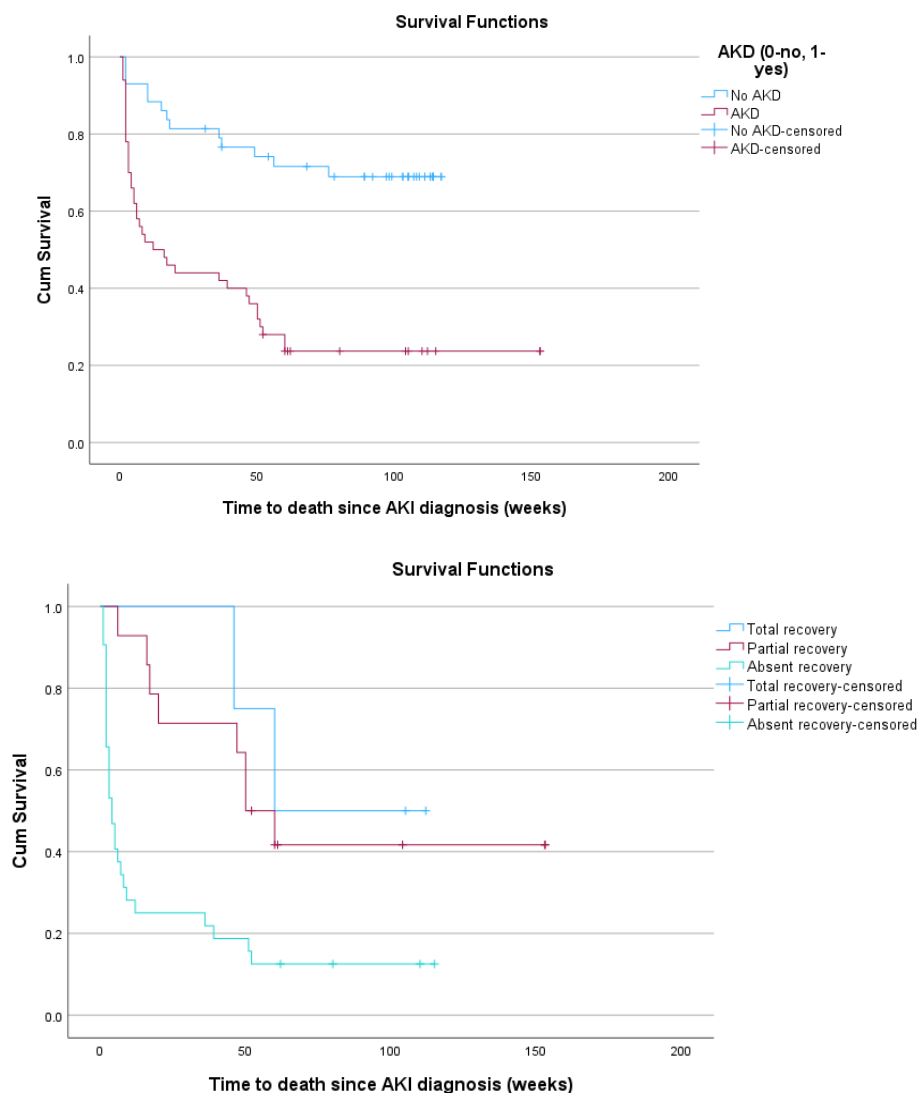 Survival Functions
AKD (0-no, 1-
yes)
No AKD
AKD
No AKD-censored
AKD-censored
1.0
0.8
0.6
0.4
0.2
0.0
Cum Survival
0 50 100 150 200
Time to death since AKI diagnosis (weeks)
Survival Functions
Total recovery
Partial recovery
Absent recovery
Total recovery-censored
Partial recovery-censored
Absent recovery-censored
1.0
0.8
0.6
0.4
0.2
0.0
Cum Survival
0 50 100 150 200
Time to death since AKI diagnosis (weeks)